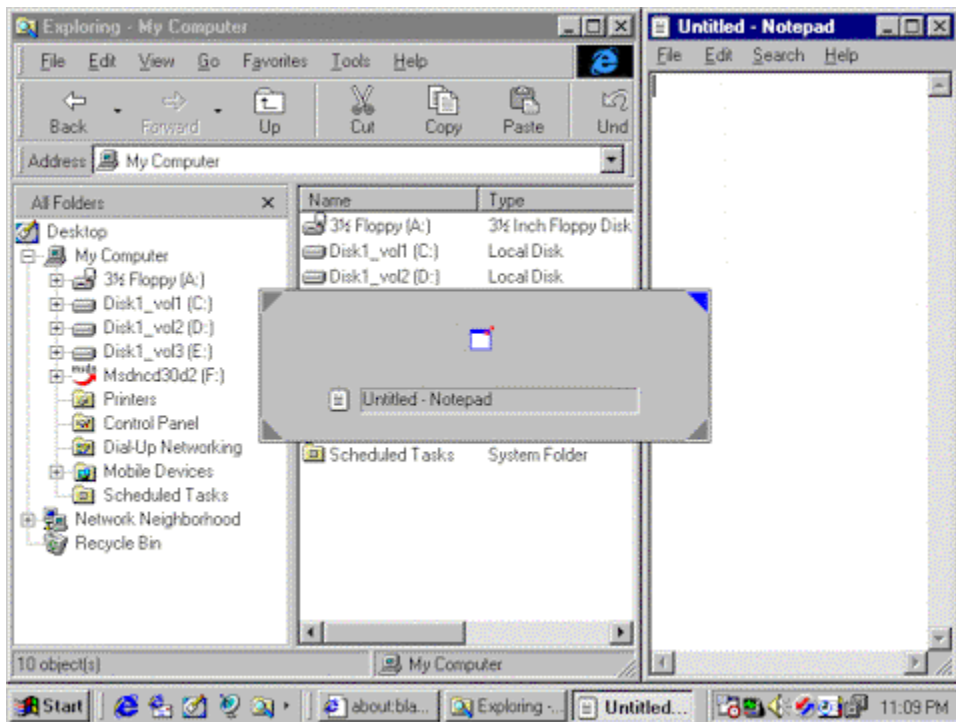 Exploring - My Computer
File Edit View Go Favorites Tools Help
Back Forward Up Cut Copy Paste Und
Address My Computer
All Folders
Name Type
Desktop
My Computer
3½ Floppy (A:)
Disk1_vol1 (C:)
Disk1_vol2 (D:)
Disk1_vol3 (E:)
Msdncd30d2 (F:)
Printers
Control Panel
Dial-Up Networking
Mobile Devices
Scheduled Tasks
Network Neighborhood
Recycle Bin
3½ Floppy (A:) 3½ Inch Floppy Disk
Disk1_vol1 (C:) Local Disk
Disk1_vol2 (D:) Local Disk
Scheduled Tasks System Folder
10 object(s) My Computer
Untitled - Notepad
File Edit Search Help
Untitled - Notepad
Start about:bla... Exploring -... Untitled... 11:09 PM